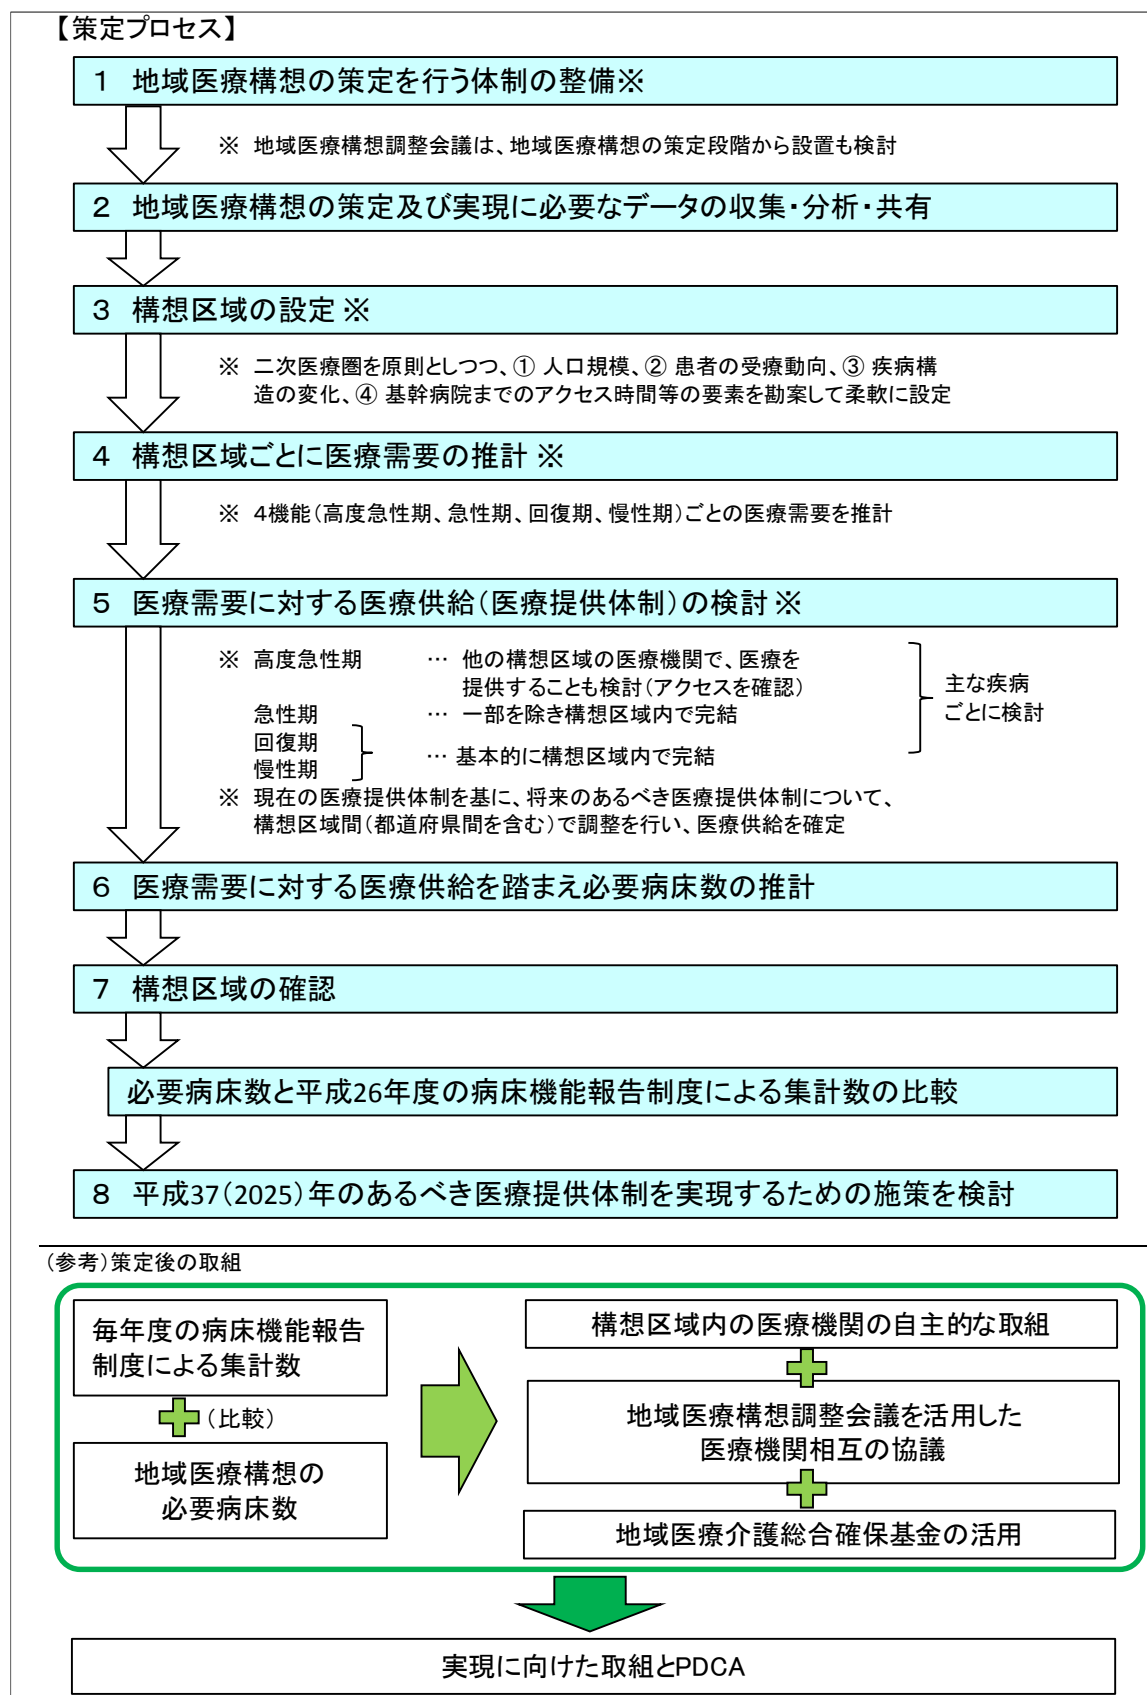 【策定プロセス】
１　地域医療構想の策定を行う体制の整備※
※　地域医療構想調整会議は、地域医療構想の策定段階から設置も検討
２　地域医療構想の策定及び実現に必要なデータの収集・分析・共有
３　構想区域の設定 ※
※　二次医療圏を原則としつつ、① 人口規模、② 患者の受療動向、③ 疾病構
造の変化、④ 基幹病院までのアクセス時間等の要素を勘案して柔軟に設定
４　構想区域ごとに医療需要の推計 ※
※　４機能（高度急性期、急性期、回復期、慢性期）ごとの医療需要を推計
５　医療需要に対する医療供給（医療提供体制）の検討 ※
※　高度急性期　　… 他の構想区域の医療機関で、医療を
提供することも検討（アクセスを確認）
急性期　　… 一部を除き構想区域内で完結
回復期
慢性期
… 基本的に構想区域内で完結
主な疾病
ごとに検討
※　現在の医療提供体制を基に、将来のあるべき医療提供体制について、
構想区域間（都道府県間を含む）で調整を行い、医療供給を確定
６　医療需要に対する医療供給を踏まえ必要病床数の推計
７　構想区域の確認
必要病床数と平成26年度の病床機能報告制度による集計数の比較
８　平成37（2025）年のあるべき医療提供体制を実現するための施策を検討
（参考）策定後の取組
毎年度の病床機能報告
制度による集計数
（比較）
地域医療構想の
必要病床数
構想区域内の医療機関の自主的な取組
地域医療構想調整会議を活用した
医療機関相互の協議
地域医療介護総合確保基金の活用
実現に向けた取組とPDCA